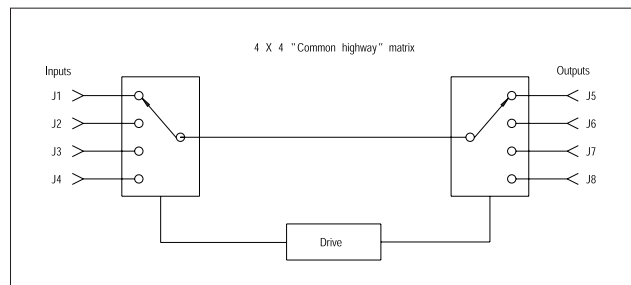 4 X 4 "Common highway" matrix
Inputs
Outputs
J1
J5
J2
J6
J3
J7
J4
J8
Drive